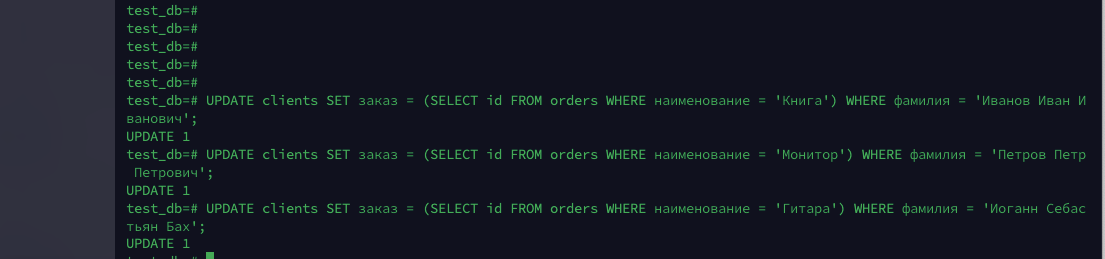 test_db=#
test_db=#
test_db=#
test_db=#
test_db=#
test_db=# UPDATE clients SET заказ = (SELECT id FROM orders WHERE наименование = 'Книга') WHERE фамилия = 'Иванов Иван И
ванович';
UPDATE 1
test_db=# UPDATE clients SET заказ = (SELECT id FROM orders WHERE наименование = 'Монитор') WHERE фамилия = 'Петров Петр
 Петрович';
UPDATE 1
test_db=# UPDATE clients SET заказ = (SELECT id FROM orders WHERE наименование = 'Гитара') WHERE фамилия = 'Иоганн Себас
тьян Бах';
UPDATE 1
test_db=#